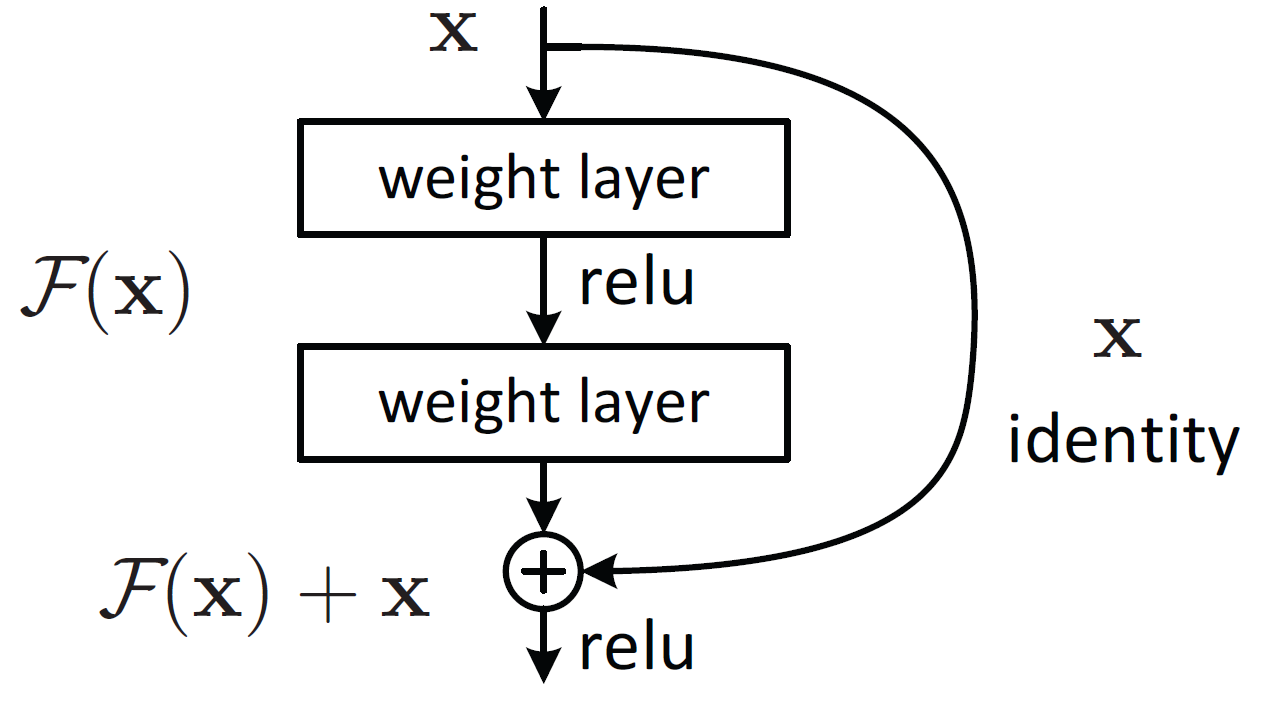 x
weight layer
relu
F(x)
x
weight layer
identity
F(x) + x
+
relu